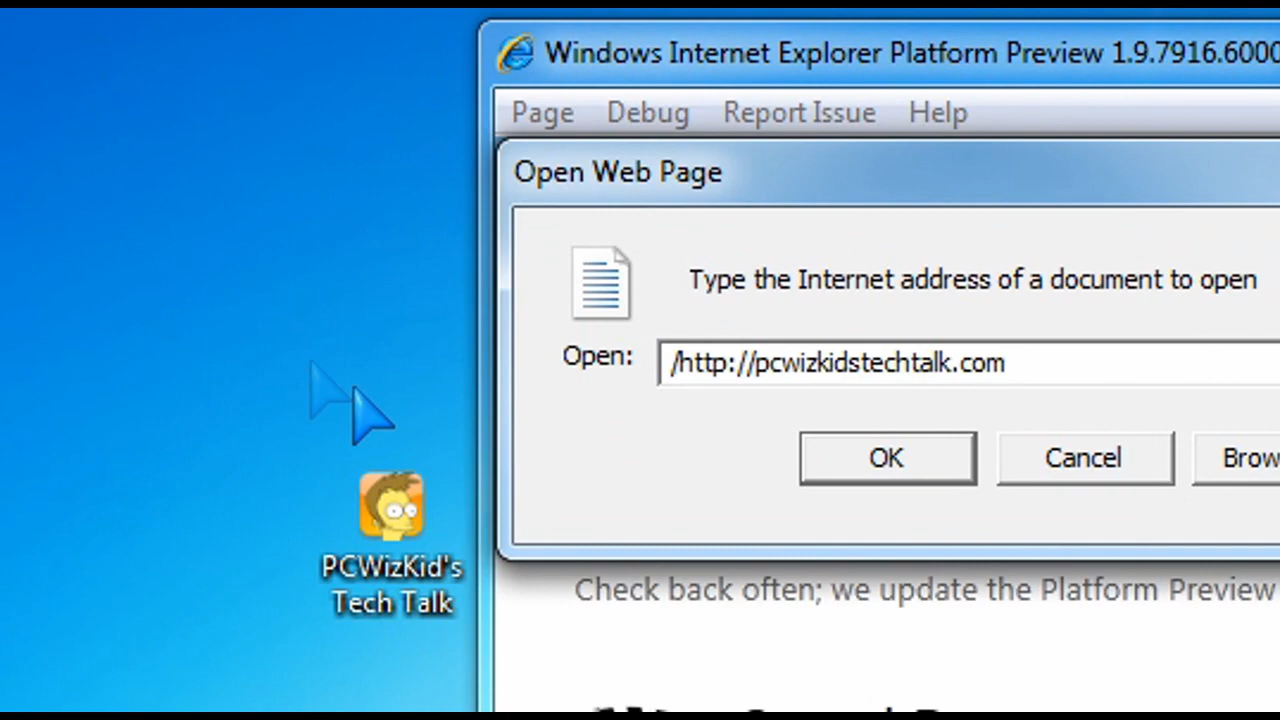 Windows Internet Explorer Platform Preview 1.9.7916.6000
Page Debug Report Issue Help
Open Web Page
Type the Internet address of a document to open
Open: /http://pcwizkidstechtalk.com
OK Cancel Brow
PCWizKid's
Tech Talk
Check back often; we update the Platform Preview